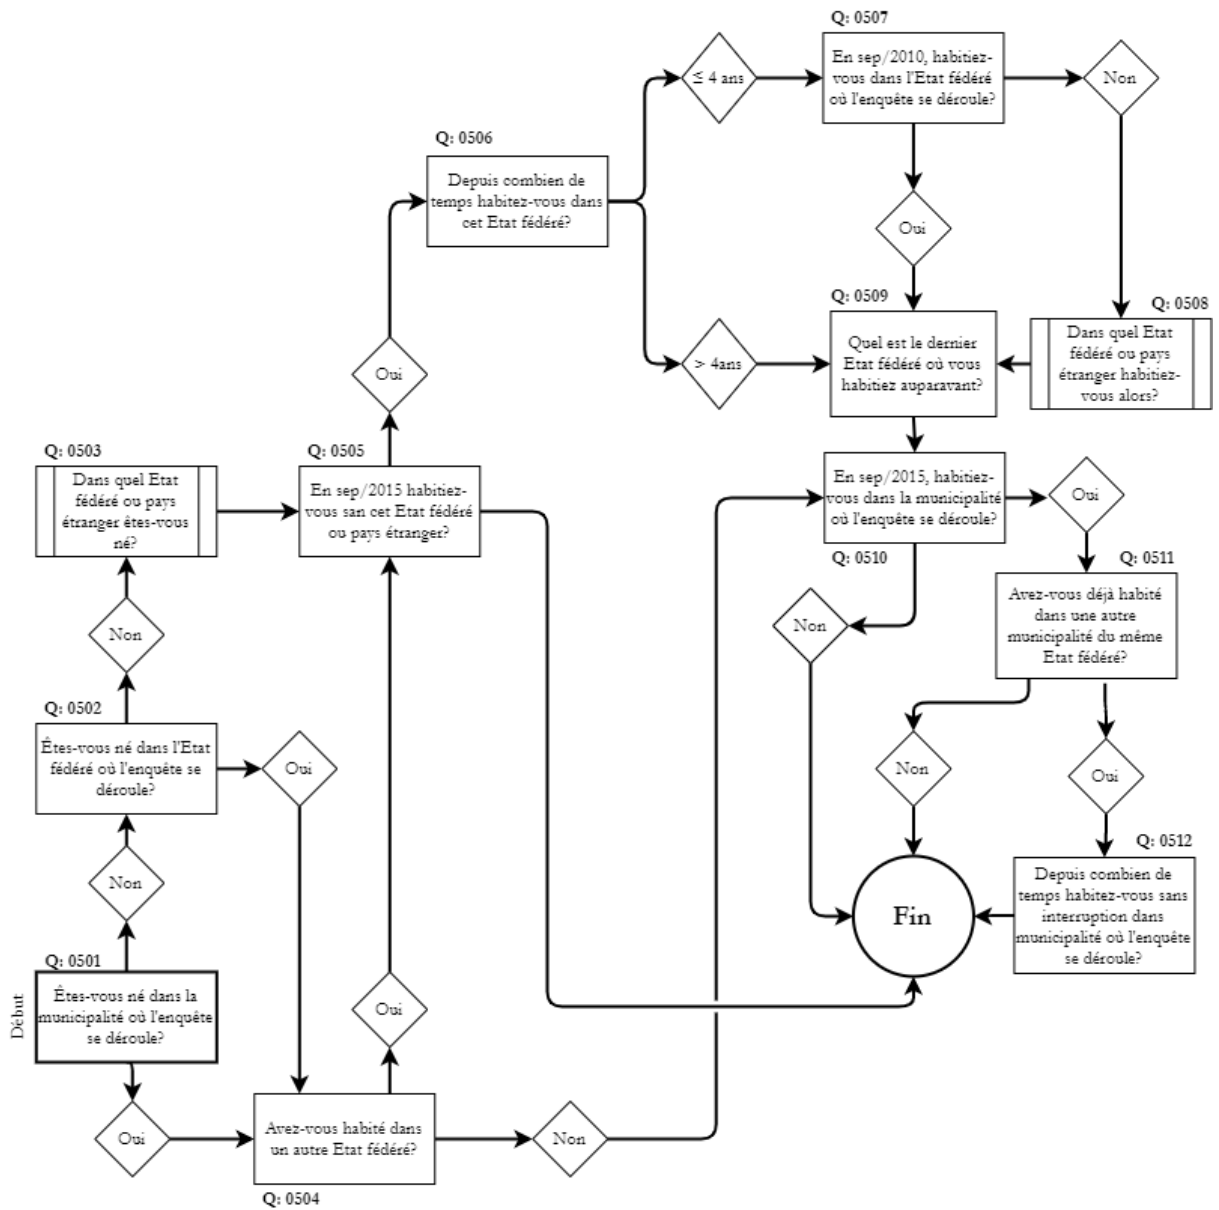 Q: 0507
En sep/2010, habitiez-
vous dans l'Etat fédéré
où l'enquête se déroule?
≤ 4 ans
Non
Q: 0506
Depuis combien de
temps habitez-vous dans
cet Etat fédéré?
Oui
Q: 0509
Quel est le dernier
Etat fédéré où vous
habitiez auparavant?
Q: 0508
Dans quel Etat
fédéré ou pays
étranger habitiez-
vous alors?
> 4ans
Oui
Q: 0503
Dans quel Etat
fédéré ou pays
étranger êtes-vous
né?
Q: 0505
En sep/2015 habitiez-
vous san cet Etat fédéré
ou pays étranger?
En sep/2015, habitiez-
vous dans la municipalité
où l'enquête se déroule?
Q: 0510
Oui
Q: 0511
Avez-vous déjà habité
dans une autre
municipalité du même
Etat fédéré?
Non
Non
Q: 0502
Êtes-vous né dans l'Etat
fédéré où l'enquête se
déroule?
Oui
Non
Oui
Non
Q: 0512
Depuis combien de
temps habitez-vous sans
interruption dans
municipalité où l'enquête
se déroule?
Fin
Q: 0501
Début
Êtes-vous né dans la
municipalité où l'enquête
se déroule?
Oui
Oui
Avez-vous habité dans
un autre Etat fédéré?
Q: 0504
Non